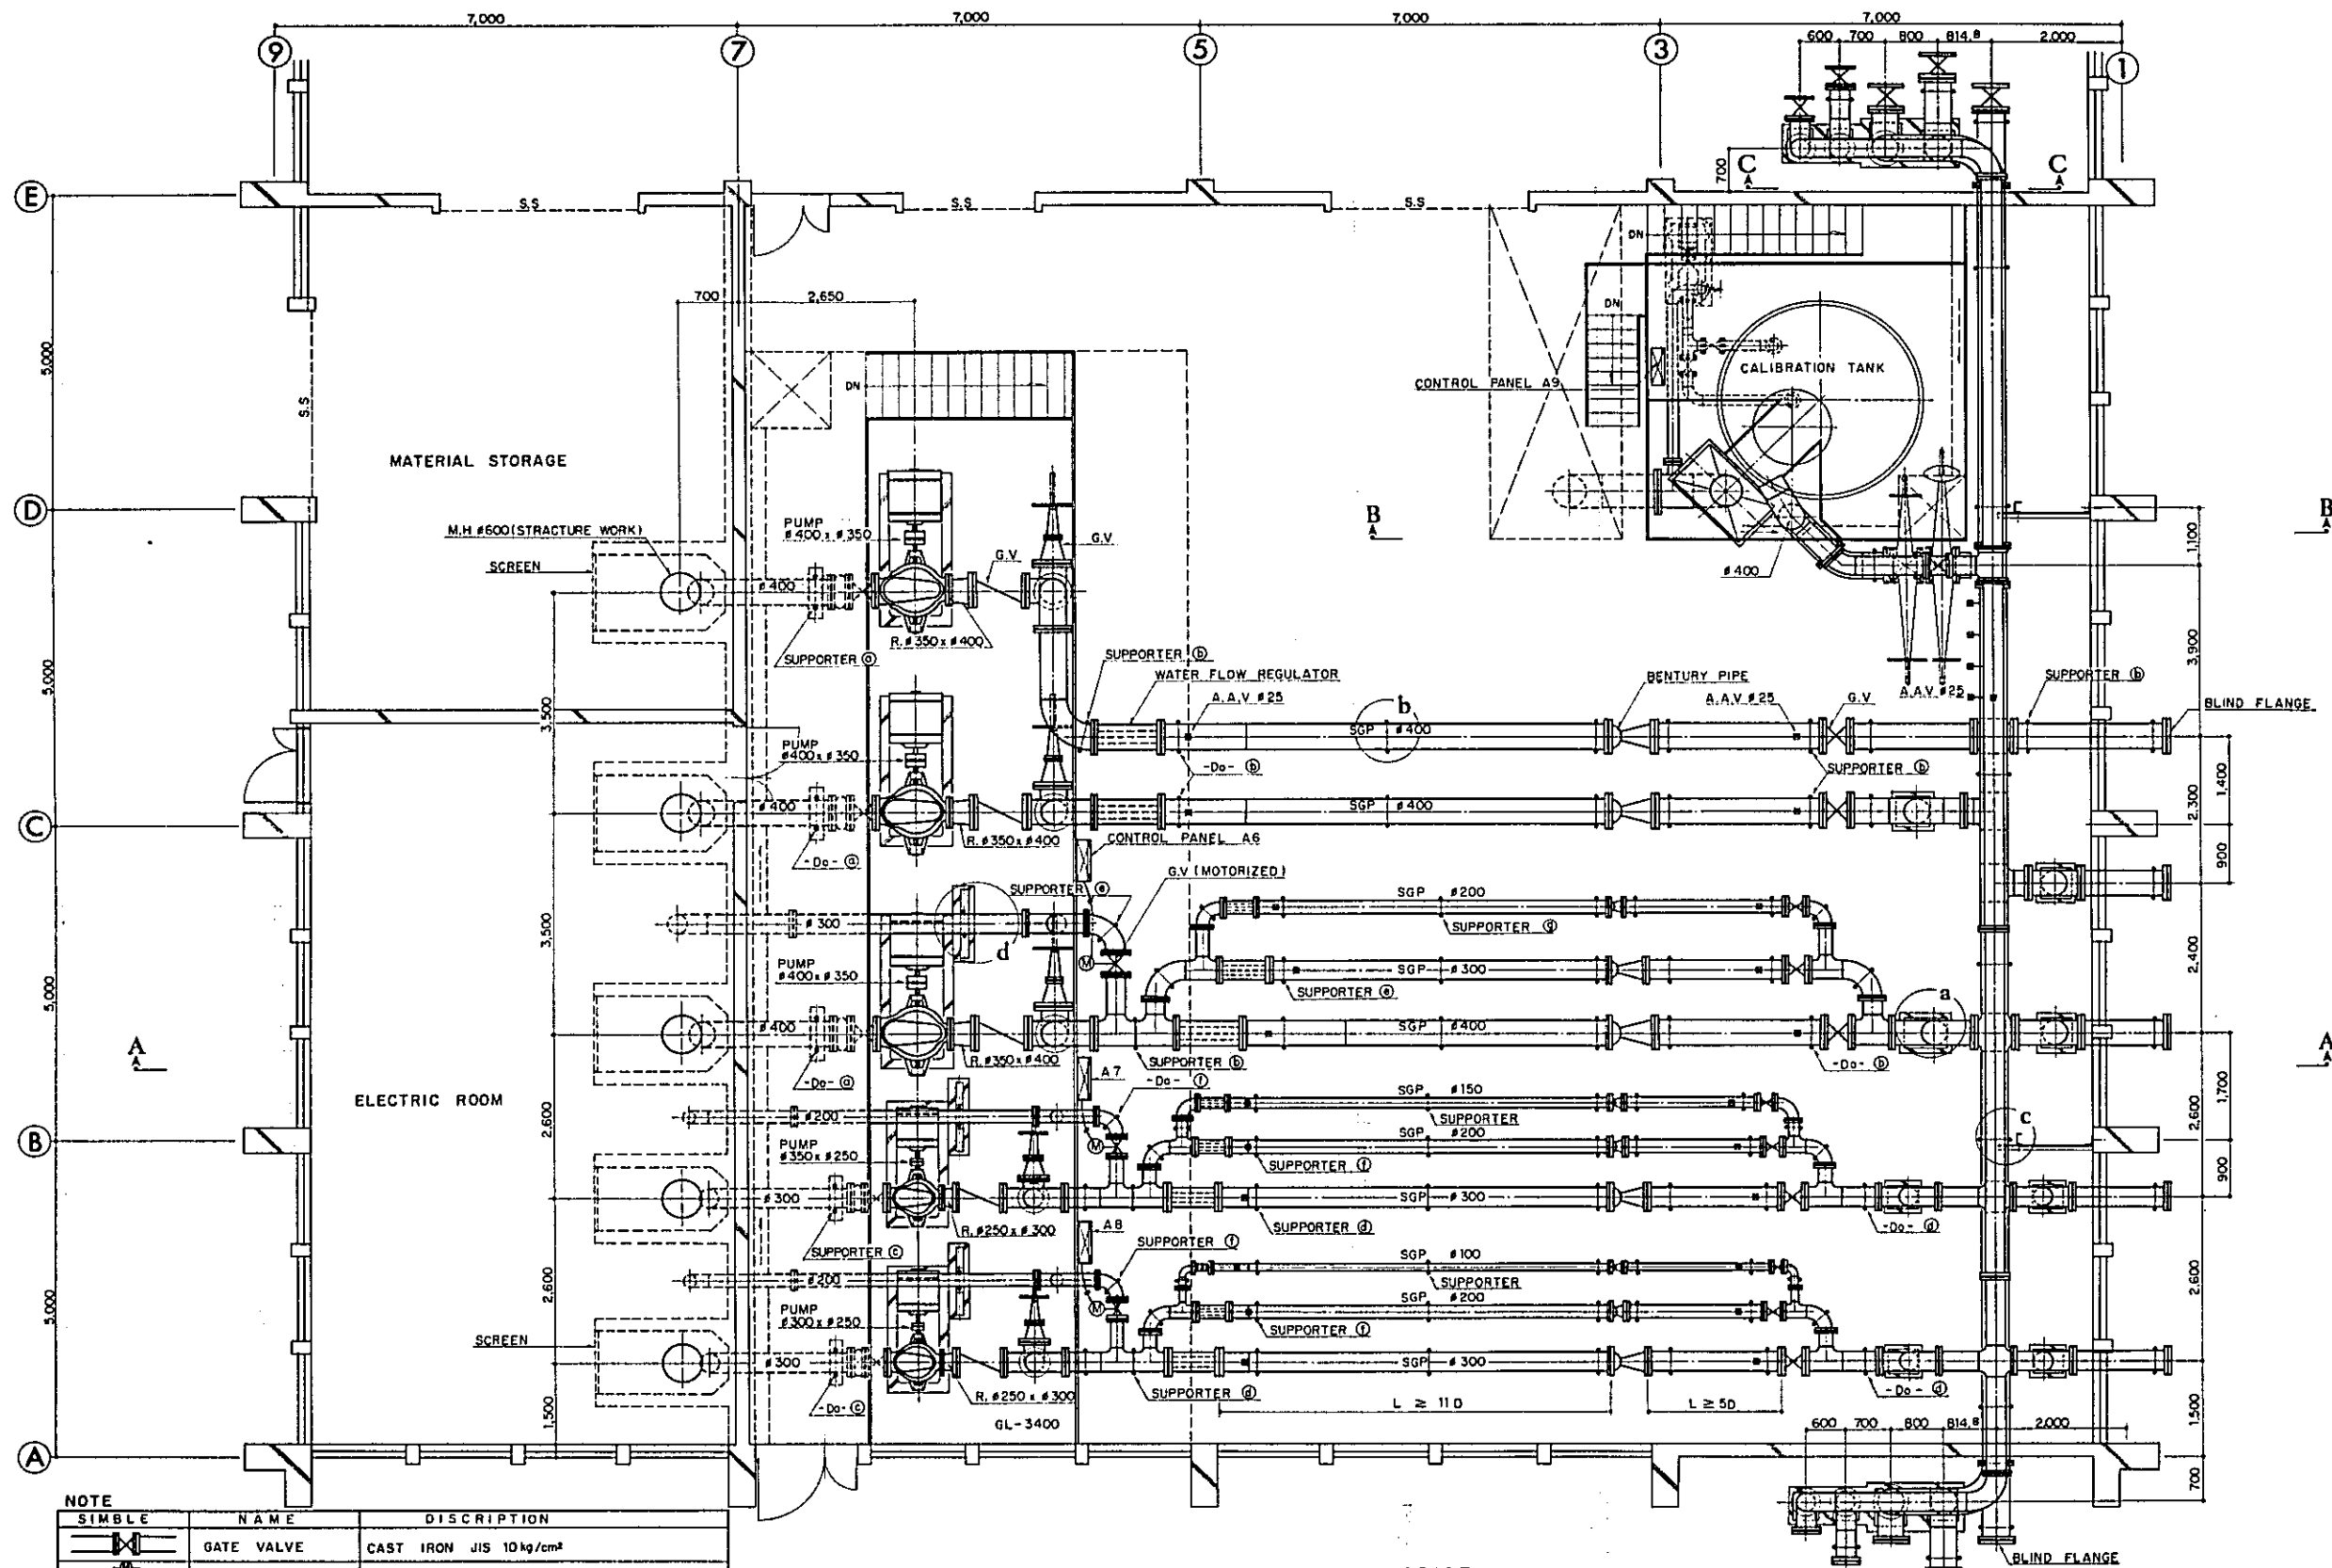 7,000
7,000
7,000
7,000
9
7
5
3
1
600
700
800
814.8
2,000
700
C
C
E
S.S
S.S
S.S
DN
700
2,650
DN
5,000
S.S
DN
CALIBRATION TANK
CONTROL PANEL A9
MATERIAL STORAGE
D
M.H ø600(STRACTURE WORK)
PUMP
ø400 x ø350
G.V
B
B
1,100
SCREEN
G.V
ø400
ø400
R. ø350 x ø400
SUPPORTER ⓐ
SUPPORTER ⓑ
WATER FLOW REGULATOR
A.A.V ø25
b
BENTURY PIPE
A.A.V ø25
G.V
A.A.V ø25
SUPPORTER ⓑ
BLIND FLANGE
3,900
5,000
3,500
SGP ø400
PUMP
ø400x ø350
-Do- ⓑ
SUPPORTER ⓑ
1,400
2,300
ø400
SGP ø400
C
R. ø350x ø400
CONTROL PANEL A6
-Do- ⓐ
G.V (MOTORIZED)
900
SUPPORTER ⓔ
SGP ø200
ø300
SUPPORTER ⓖ
3,500
d
2,400
PUMP
ø400x ø350
M
SGP ø300
SUPPORTER ⓔ
5,000
a
ø400
SGP ø400
A
R. ø350x ø400
SUPPORTER ⓑ
-Do- ⓑ
A
-Do- ⓐ
A7
-Do- ⓕ
SGP ø150
SUPPORTER
1,700
2,600
ELECTRIC ROOM
ø200
c
2,600
B
PUMP
ø350x ø250
M
SGP ø200
SUPPORTER ⓕ
900
ø300
SGP ø300
R. ø250 x ø300
SUPPORTER ⓓ
-Do- ⓓ
A8
SUPPORTER ⓒ
SUPPORTER ⓕ
SGP ø100
ø200
SUPPORTER
2,600
2,600
5,000
PUMP
ø300x ø250
M
SGP ø200
SUPPORTER ⓕ
SCREEN
ø300
SGP ø300
R. ø250 x ø300
SUPPORTER ⓓ
-Do- ⓓ
-Do- ⓒ
L ≥ 11D
L ≥ 5D
1,500
1,500
GL-3400
600
700
800
814.8
2,000
A
700
NOTE
SIMBLE NAME DISCRIPTION
GATE VALVE CAST IRON JIS 10kg/cm²
BLIND FLANGE